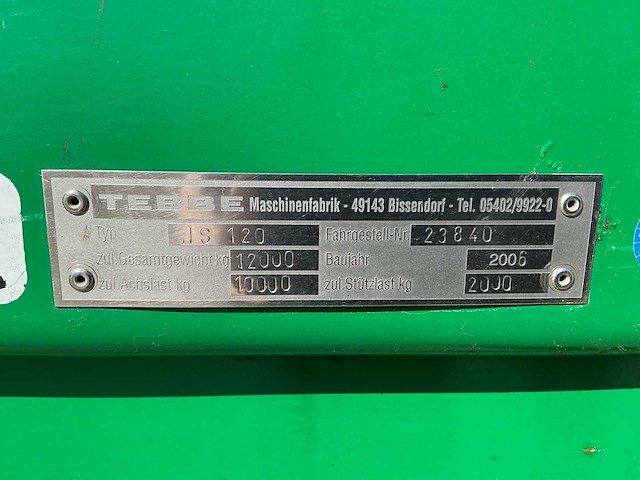 TEBBE Maschinenfabrik - 49143 Bissendorf - Tel. 05402/9922-0
Typ JS 120 Fahrgestell-Nr. 23840
zul.Gesamtgewicht kg 12000 Baujahr 2006
zul.Achslast kg 10000 zul.Stützlast kg 2000